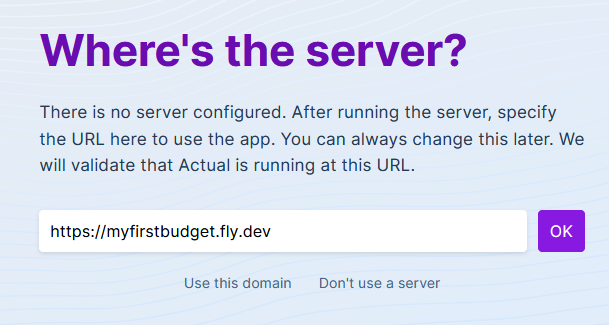 Where's the server?
There is no server configured. After running the server, specify
the URL here to use the app. You can always change this later. We
will validate that Actual is running at this URL.
https://myfirstbudget.fly.dev
OK
Use this domain
Don't use a server